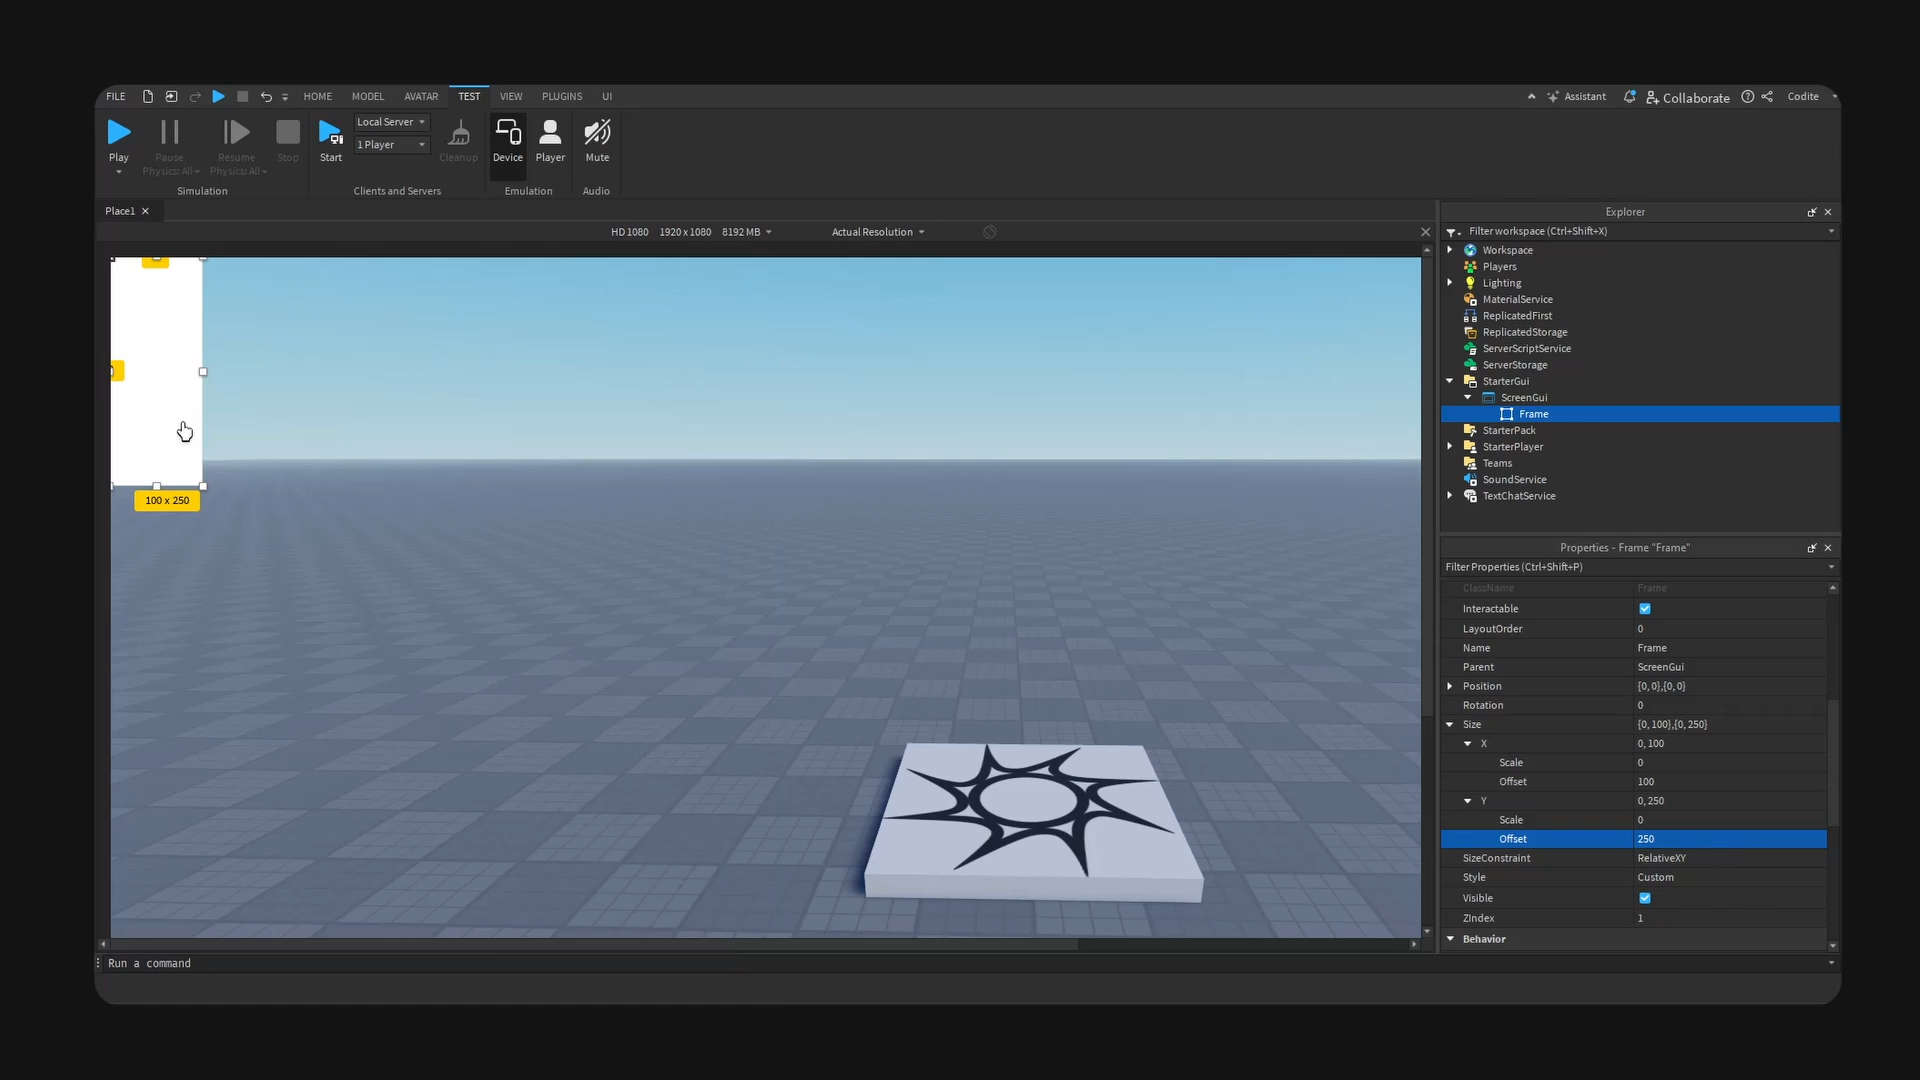 FILE HOME MODEL AVATAR TEST VIEW PLUGINS UI Assistant Collaborate Codite
Play Pause Resume Stop Start Local Server 1 Player Cleanup Device Player Mute
Physics: All Physics: All
Simulation Clients and Servers Emulation Audio
Place1
HD 1080 1920 x 1080 8192 MB Actual Resolution
100 x 250
Run a command
Explorer
Filter workspace (Ctrl+Shift+X)
Workspace
Players
Lighting
MaterialService
ReplicatedFirst
ReplicatedStorage
ServerScriptService
ServerStorage
StarterGui
ScreenGui
Frame
StarterPack
StarterPlayer
Teams
SoundService
TextChatService
Properties - Frame "Frame"
Filter Properties (Ctrl+Shift+P)
ClassName Frame
Interactable
LayoutOrder 0
Name Frame
Parent ScreenGui
Position {0, 0},{0, 0}
Rotation 0
Size {0, 100},{0, 250}
X 0, 100
Scale 0
Offset 100
Y 0, 250
Scale 0
Offset 250
SizeConstraint RelativeXY
Style Custom
Visible
ZIndex 1
Behavior